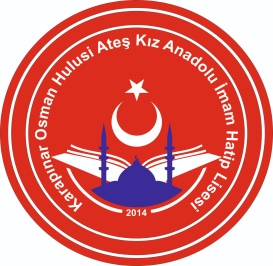 Karapınar Osman Hulusi Ateş Kız Anadolu İmam Hatip Lisesi
2014